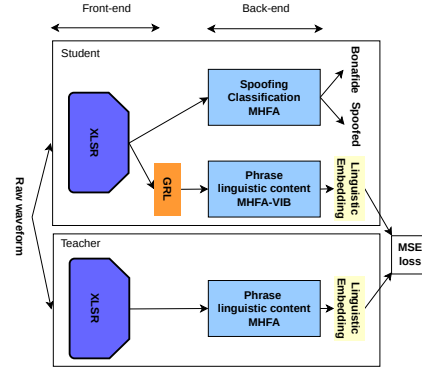 Front-end
Back-end
Student
XLSR
GRL
Spoofing
Classification
MHFA
Bonafide
Spoofed
Phrase
linguistic content
MHFA-VIB
Linguistic
Embedding
Raw waveform
MSE
loss
Teacher
XLSR
Phrase
linguistic content
MHFA
Linguistic
Embedding